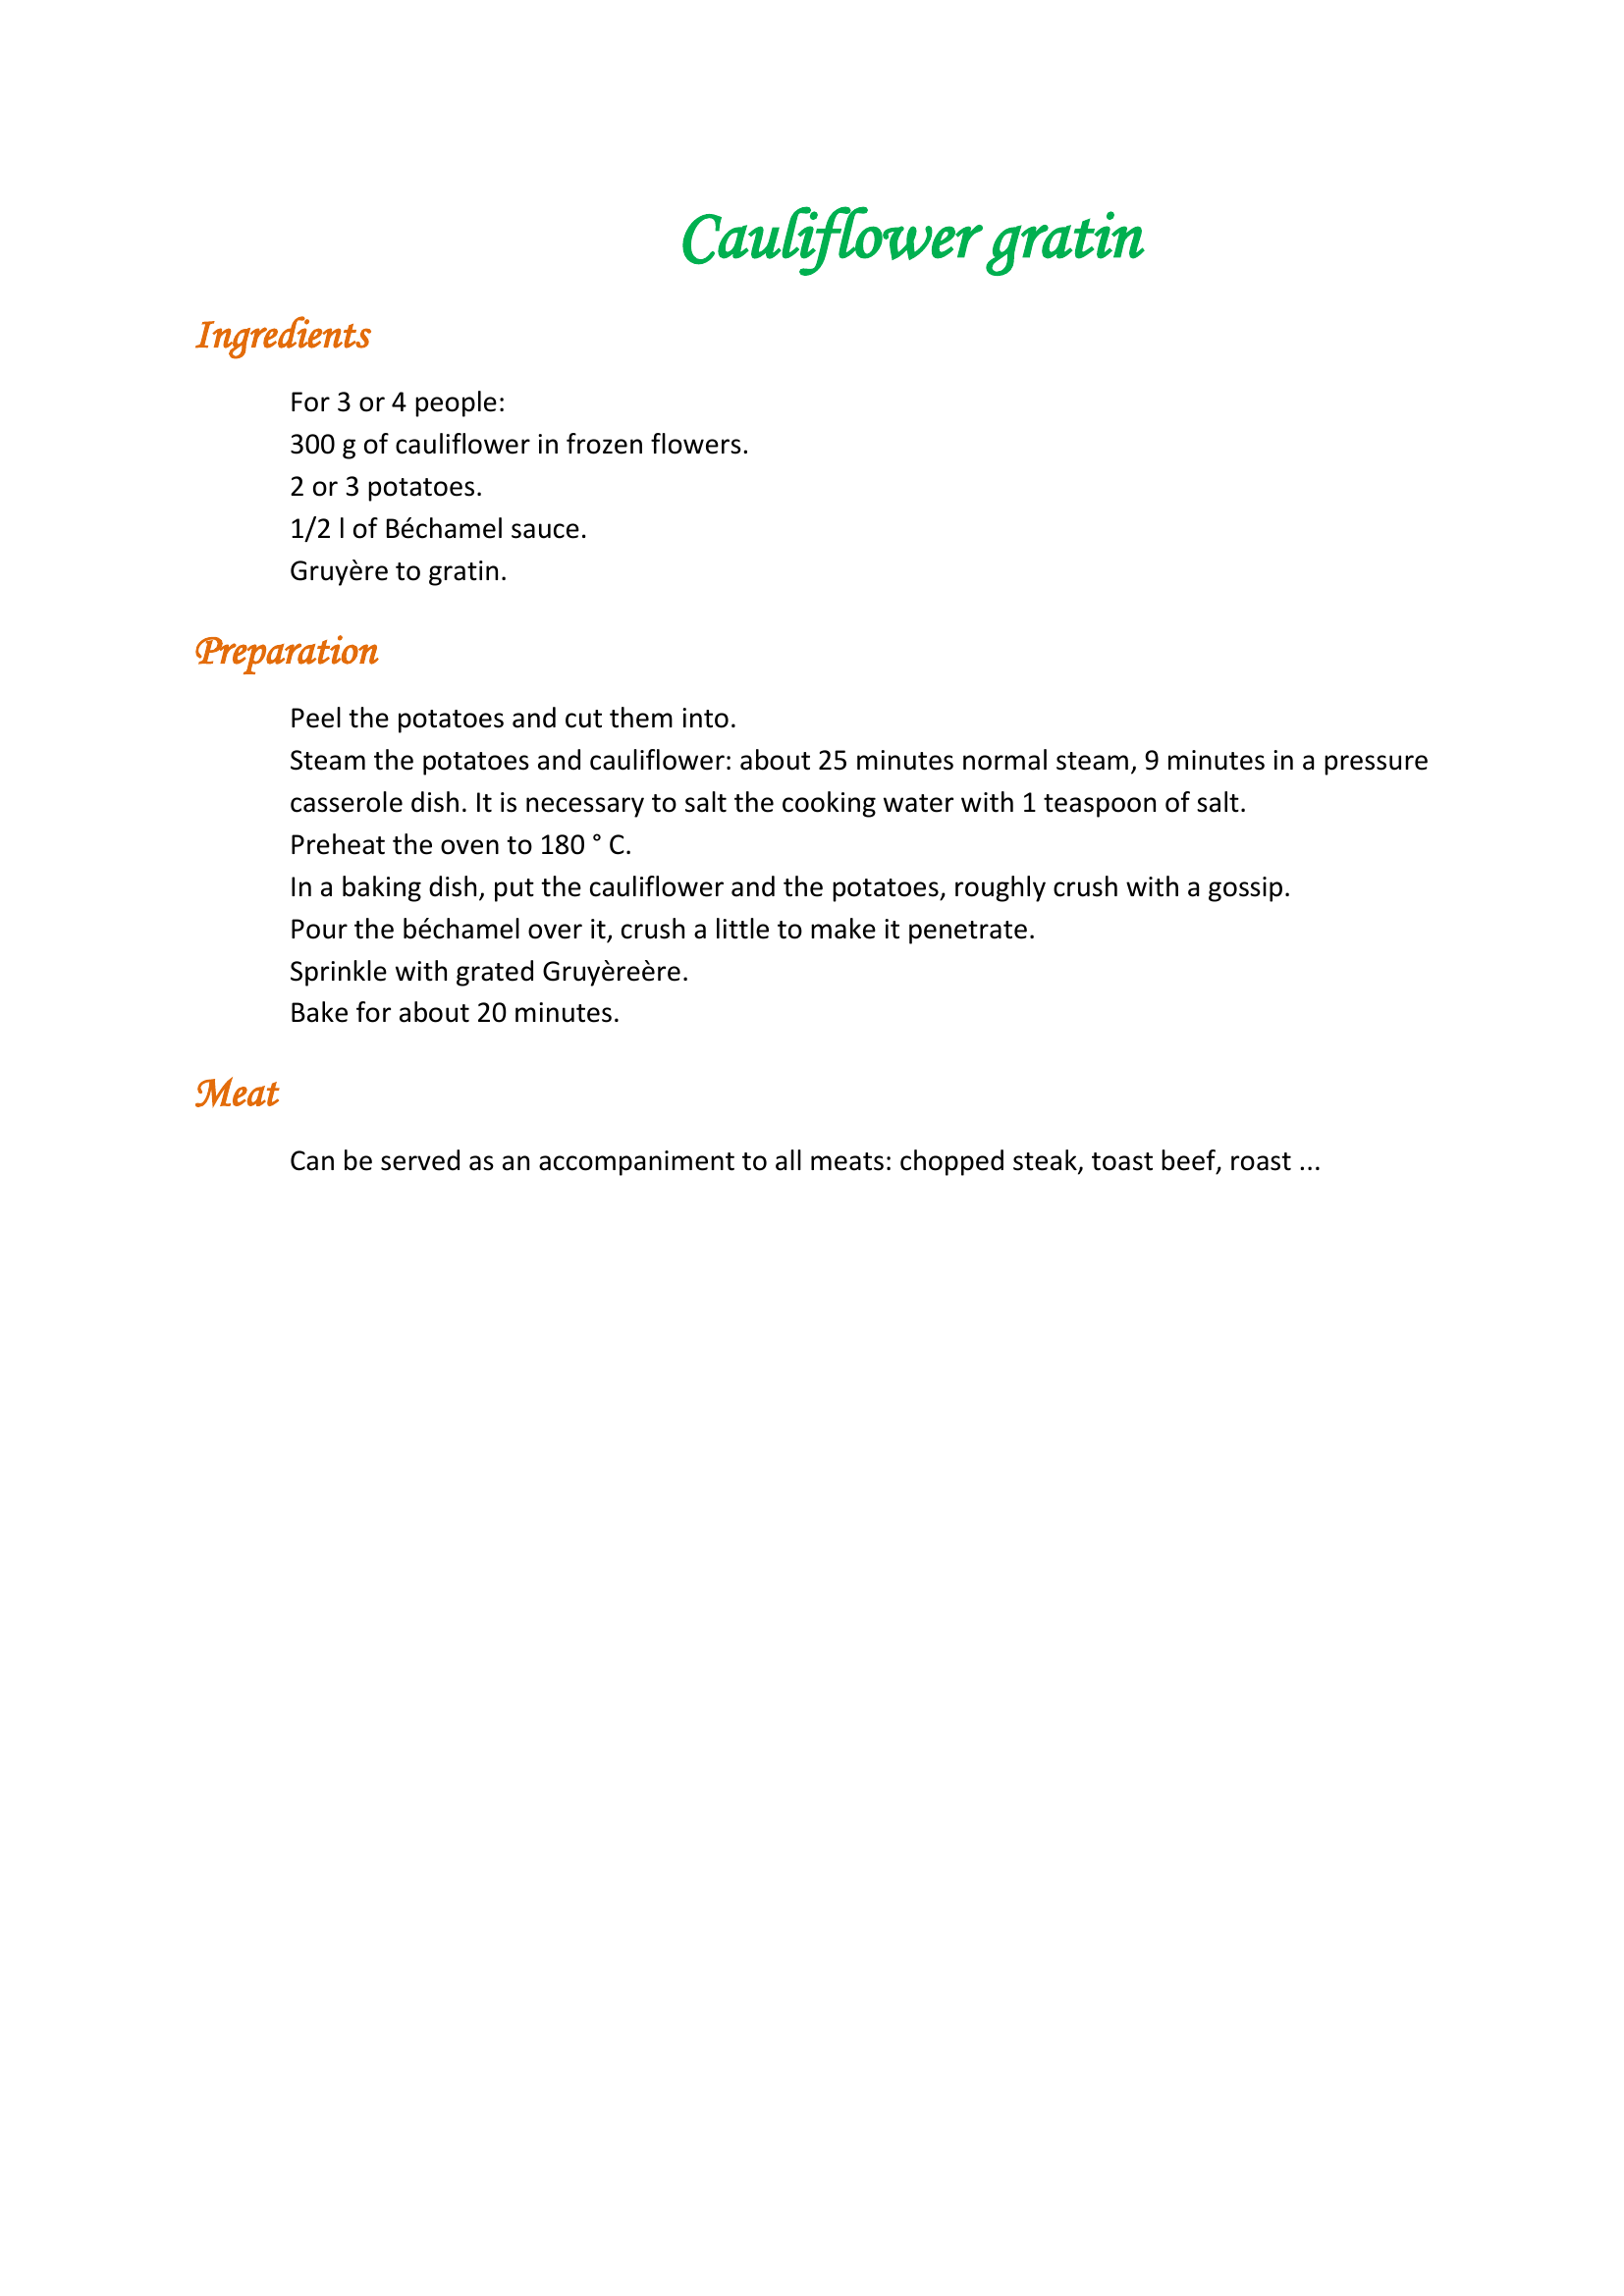 Cauliflower gratin
Ingredients
For 3 or 4 people:
300 g of cauliflower in frozen flowers.
2 or 3 potatoes.
1/2 l of Béchamel sauce.
Gruyère to gratin.
Preparation
Peel the potatoes and cut them into.
Steam the potatoes and cauliflower: about 25 minutes normal steam, 9 minutes in a pressure
casserole dish. It is necessary to salt the cooking water with 1 teaspoon of salt.
Preheat the oven to 180 ° C.
In a baking dish, put the cauliflower and the potatoes, roughly crush with a gossip.
Pour the béchamel over it, crush a little to make it penetrate.
Sprinkle with grated Gruyèreère.
Bake for about 20 minutes.
Meat
Can be served as an accompaniment to all meats: chopped steak, toast beef, roast ...